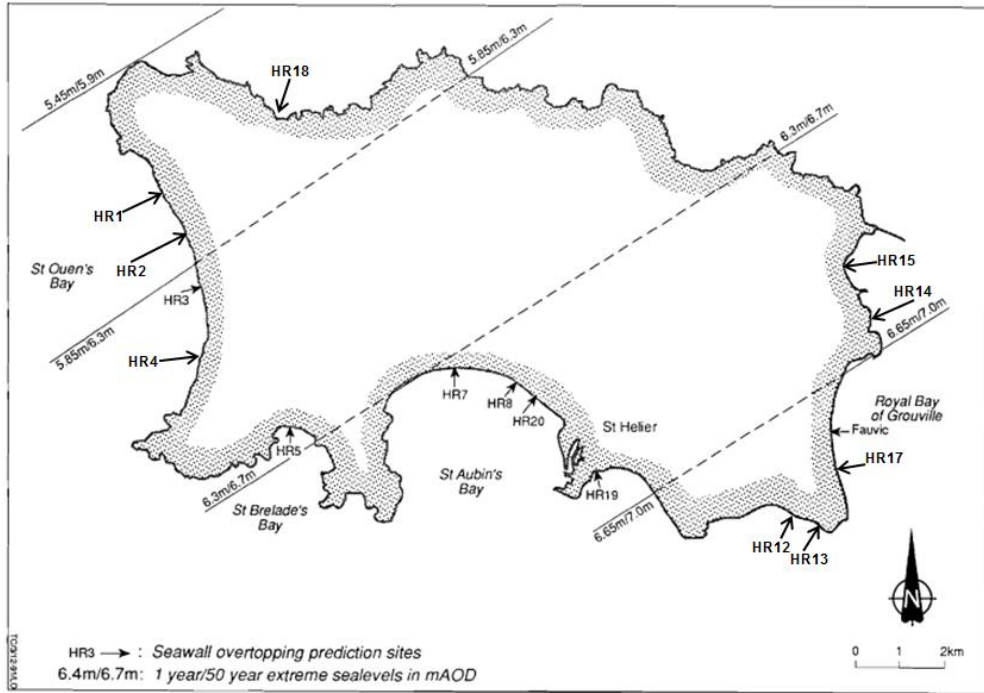 5.45m/5.9m
5.85m/6.3m
HR18
6.3m/6.7m
HR1
HR2
St Ouen's
Bay
HR3
HR15
HR14
HR4
5.85m/6.3m
6.65m/7.0m
HR7
HR8
HR20
Royal Bay
of Grouville
St Helier
Fauvic
HR5
HR17
HR19
6.3m/6.7m
St Aubin's
Bay
St Brelade's
Bay
6.65m/7.0m
HR12
HR13
N
HR3 : Seawall overtopping prediction sites
6.4m/6.7m: 1 year/50 year extreme sealevels in mAOD
0 1 2km